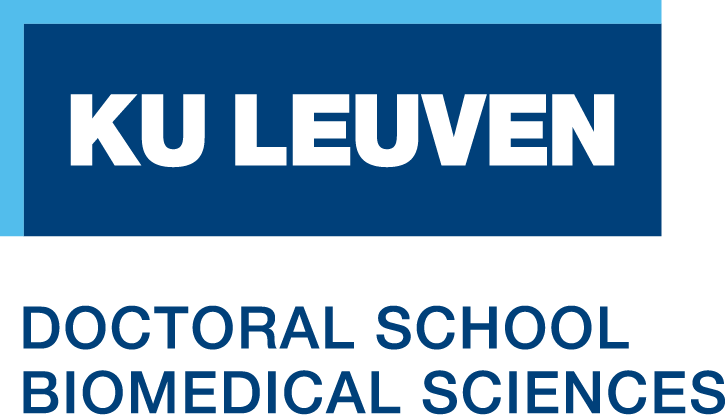 KU LEUVEN
DOCTORAL SCHOOL
BIOMEDICAL SCIENCES